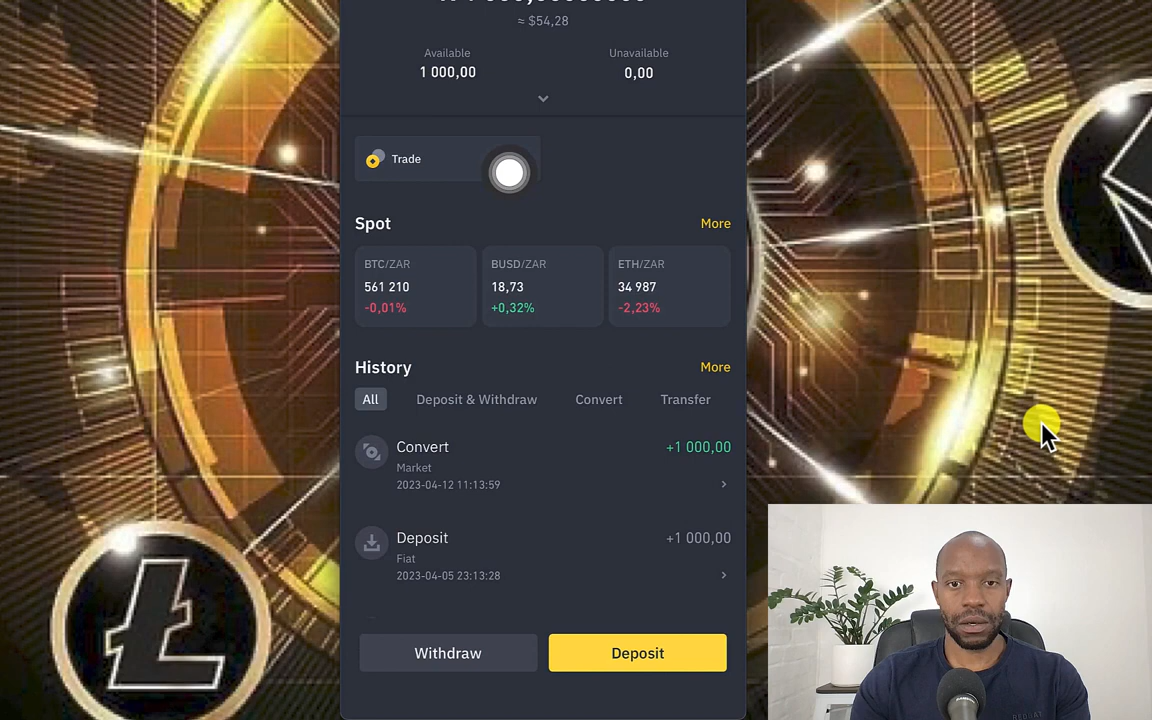 ≈ $54,28
Available
Unavailable
1 000,00
0,00
Trade
Spot
More
BTC/ZAR
BUSD/ZAR
ETH/ZAR
561 210
18,73
34 987
-0,01%
+0,32%
-2,23%
History
More
All
Deposit & Withdraw
Convert
Transfer
Convert
+1 000,00
Market
2023-04-12 11:13:59
Deposit
+1 000,00
Fiat
2023-04-05 23:13:28
Withdraw
Deposit